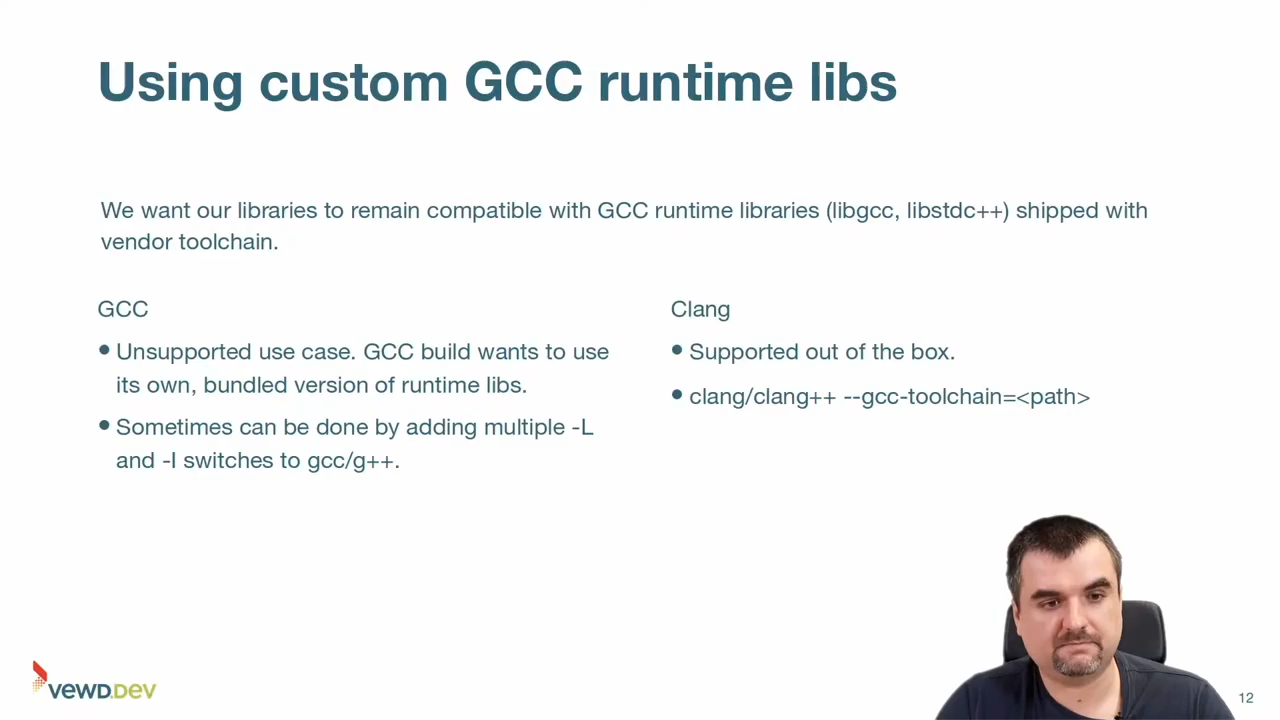 Using custom GCC runtime libs
We want our libraries to remain compatible with GCC runtime libraries (libgcc, libstdc++) shipped with
vendor toolchain.
GCC
• Unsupported use case. GCC build wants to use
its own, bundled version of runtime libs.
• Sometimes can be done by adding multiple -L
and -I switches to gcc/g++.
Clang
• Supported out of the box.
• clang/clang++ --gcc-toolchain=<path>
VEWD.DEV
12